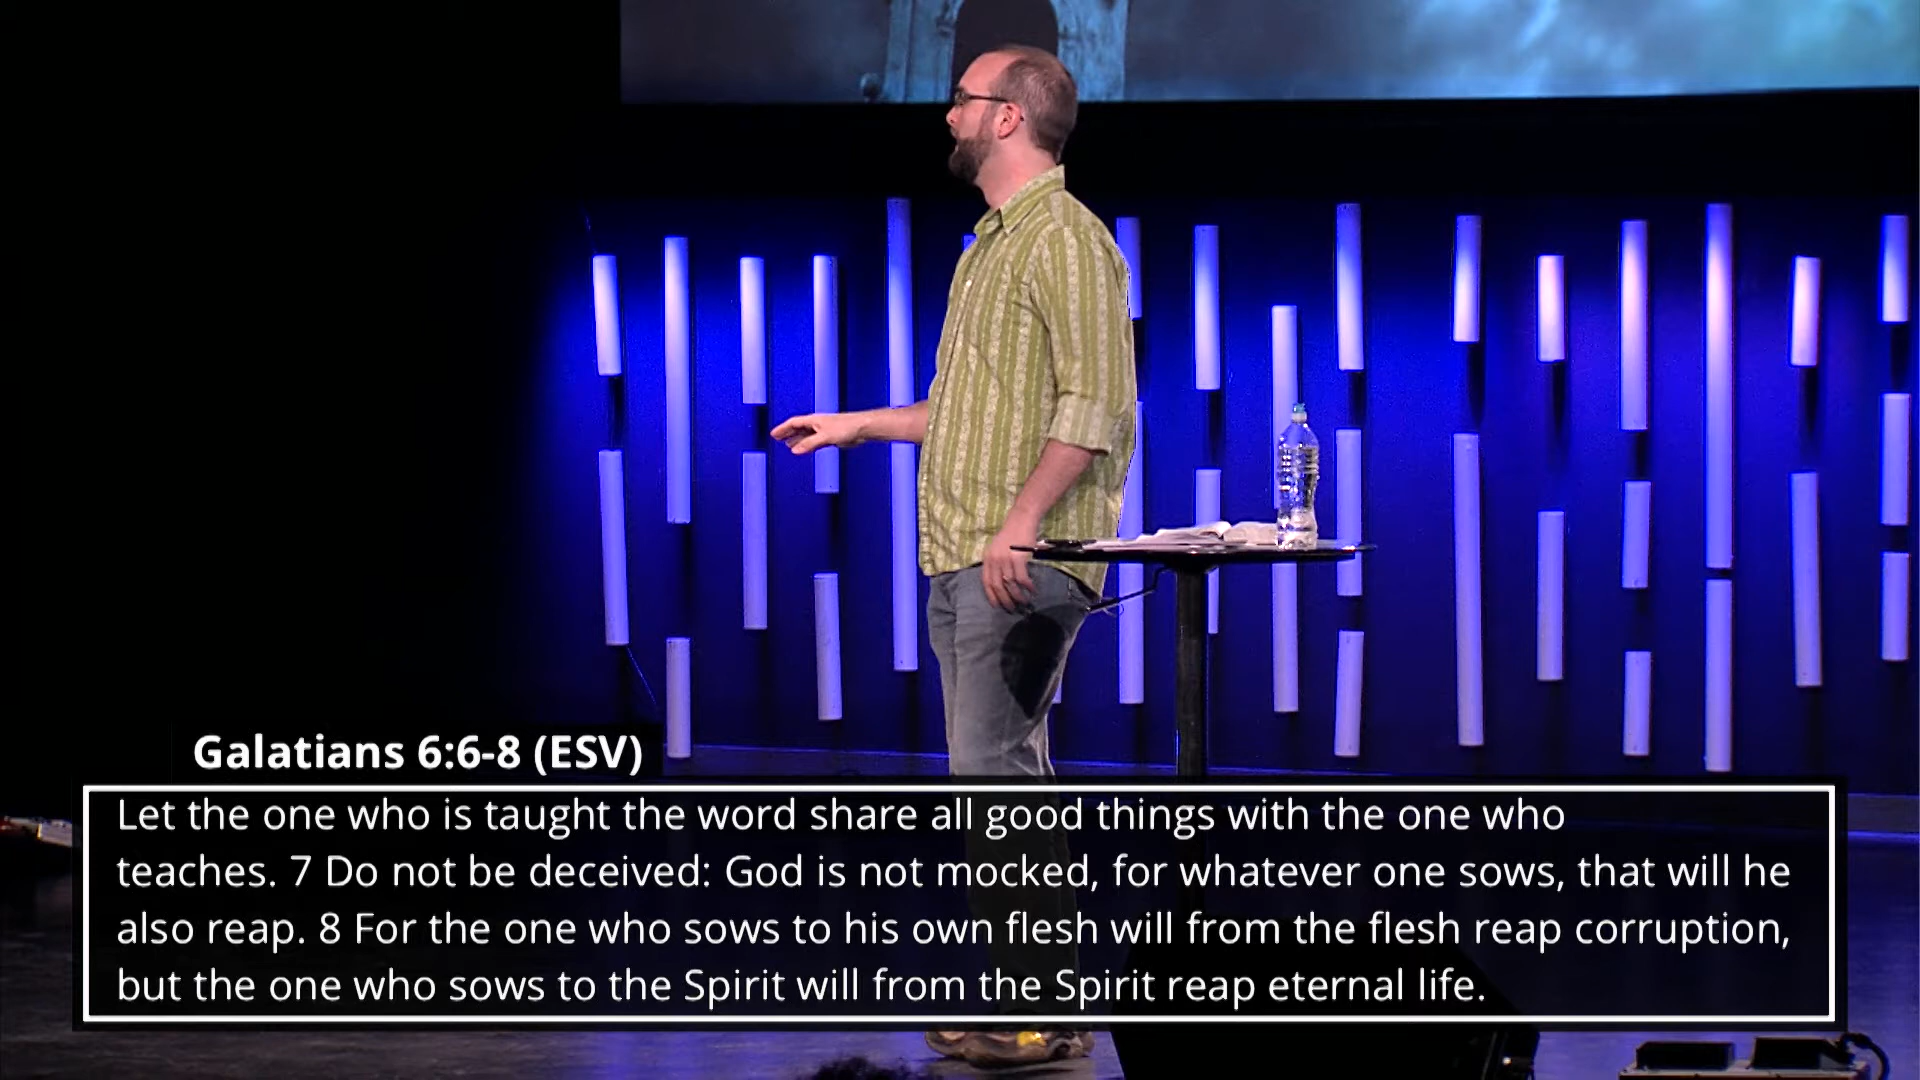 Galatians 6:6-8 (ESV)
Let the one who is taught the word share all good things with the one who
teaches. 7 Do not be deceived: God is not mocked, for whatever one sows, that will he
also reap. 8 For the one who sows to his own flesh will from the flesh reap corruption,
but the one who sows to the Spirit will from the Spirit reap eternal life.